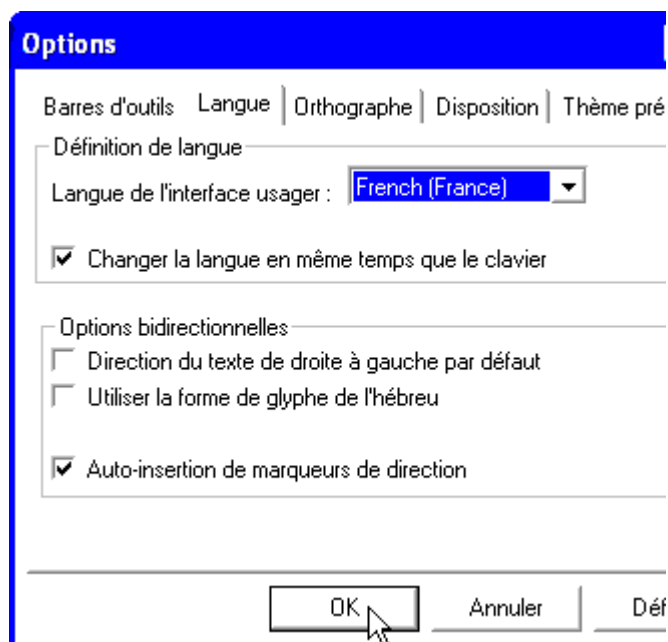 Options
Barres d'outils Langue Orthographe Disposition Thème pré
Définition de langue
Langue de l'interface usager : French (France)
Changer la langue en même temps que le clavier
Options bidirectionnelles
Direction du texte de droite à gauche par défaut
Utiliser la forme de glyphe de l'hébreu
Auto-insertion de marqueurs de direction
OK Annuler Déf